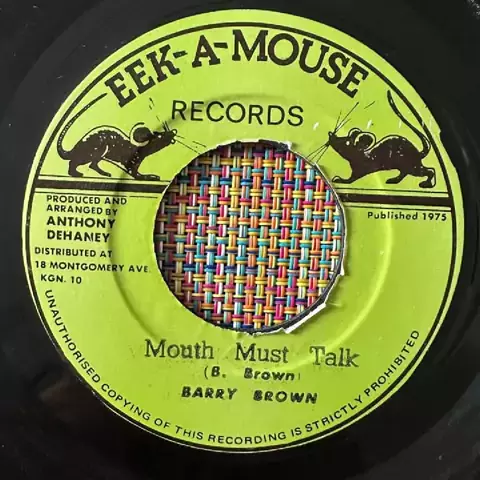 EEK-A-MOUSE
RECORDS
PRODUCED AND
ARRANGED BY
ANTHONY
DEHANEY
DISTRIBUTED AT
18 MONTGOMERY AVE.
KGN. 10
Published 1975
Mouth Must Talk
(B. Brown)
BARRY BROWN
UNAUTHORISED COPYING OF THIS RECORDING IS STRICTLY PROHIBITED